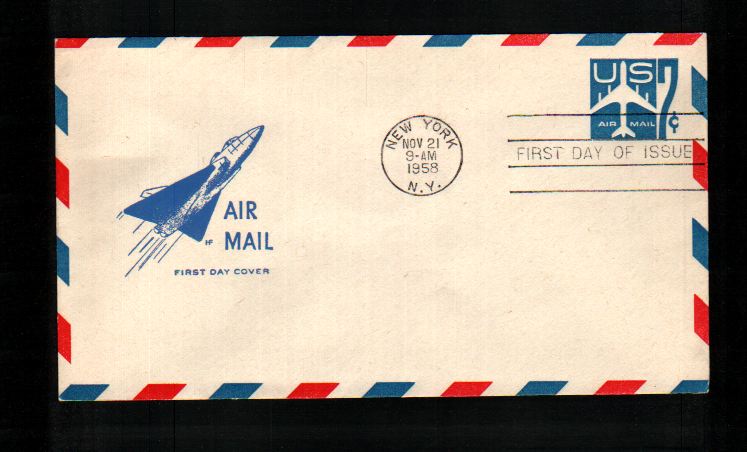 US 7¢
AIR MAIL
NEW YORK
NOV 21
9-AM
1958
N.Y.
FIRST DAY OF ISSUE
AIR
HF MAIL
FIRST DAY COVER